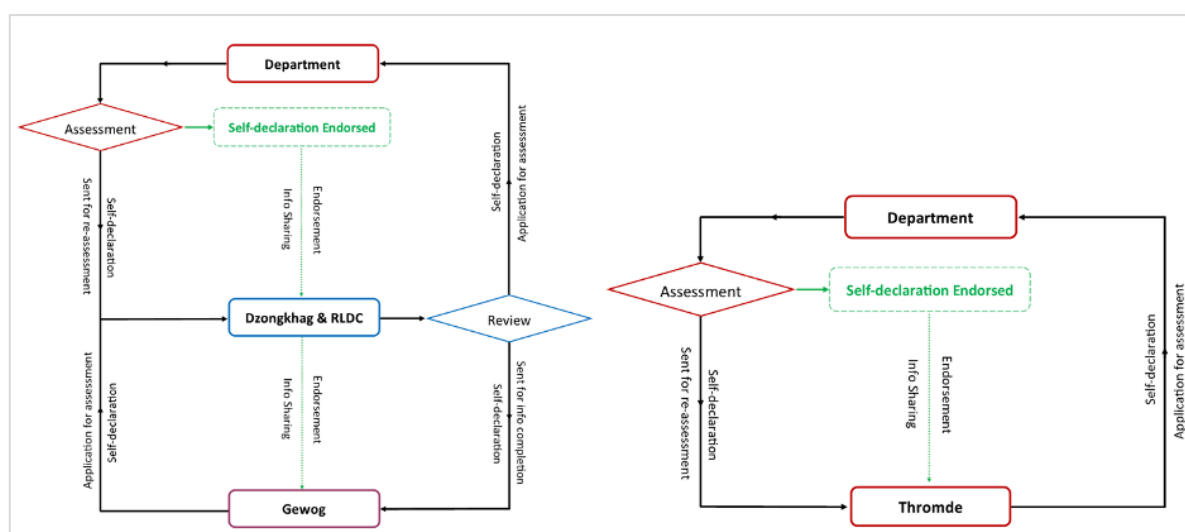 Department
Assessment
Self-declaration Endorsed
Sent for re-assessment
Self-declaration
Info Sharing
Endorsement
Self-declaration
Application for assessment
Dzongkhag & RLDC
Review
Application for assessment
Self-declaration
Info Sharing
Endorsement
Self-declaration
Sent for info completion
Gewog
Department
Assessment
Self-declaration Endorsed
Sent for re-assessment
Self-declaration
Info Sharing
Endorsement
Self-declaration
Application for assessment
Thromde